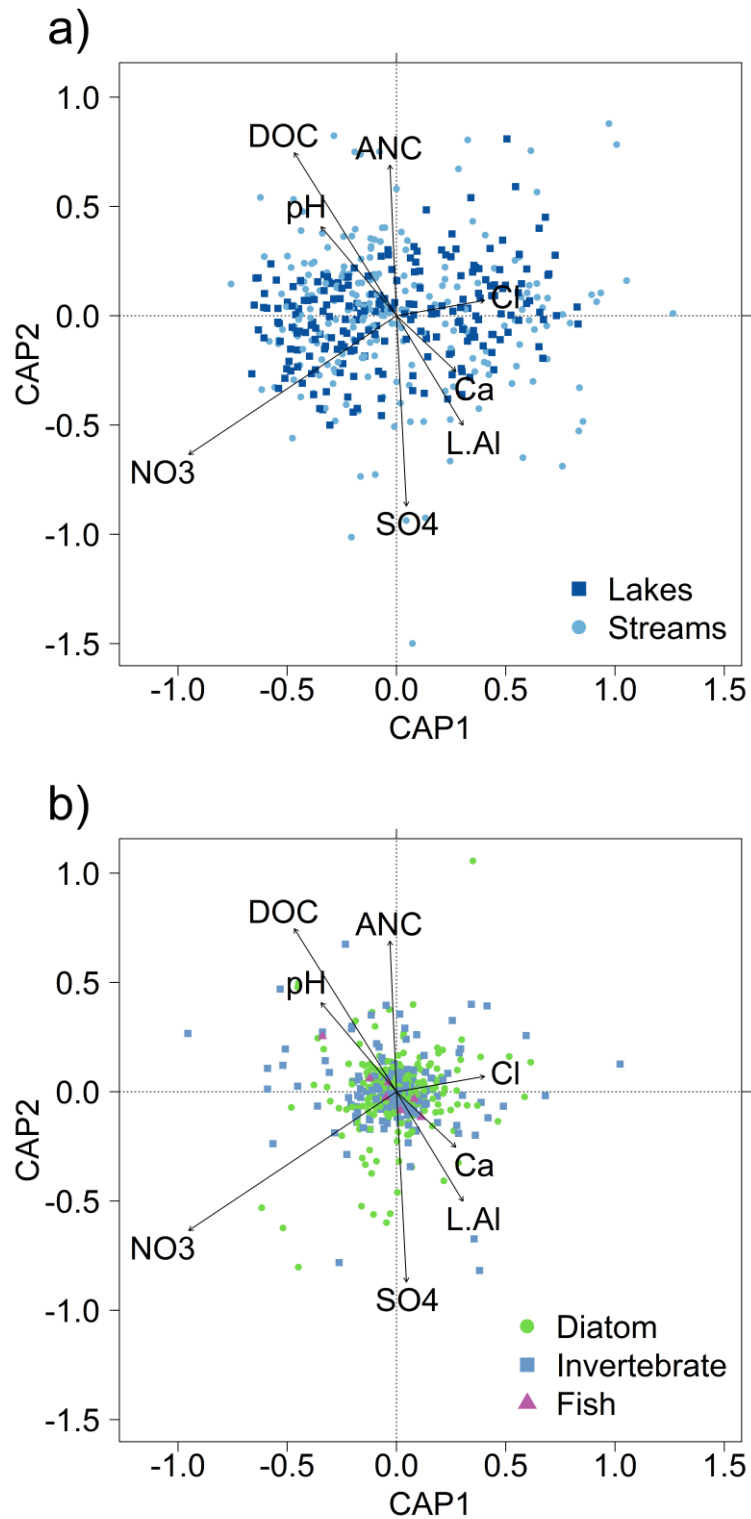 a)
1.0
DOC
ANC
0.5
pH
CAP2
0.0
Cl
Ca
-0.5
L.Al
NO3
-1.0
SO4
Lakes
Streams
-1.5
-1.0 -0.5 0.0 0.5 1.0 1.5
CAP1
b)
1.0
DOC
ANC
0.5
pH
CAP2
0.0
Cl
Ca
-0.5
L.Al
NO3
-1.0
SO4
Diatom
Invertebrate
Fish
-1.5
-1.0 -0.5 0.0 0.5 1.0 1.5
CAP1